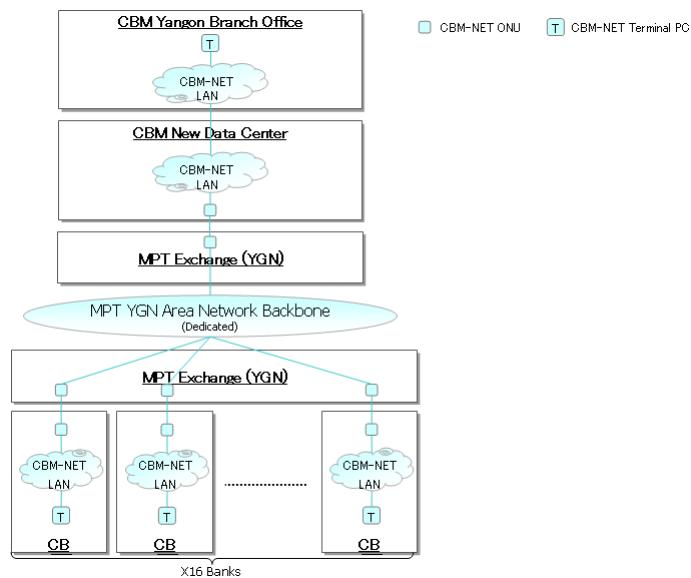 CBM Yangon Branch Office
CBM-NET ONU
T CBM-NET Terminal PC
T
CBM-NET
LAN
CBM New Data Center
CBM-NET
LAN
MPT Exchange (YGN)
MPT YGN Area Network Backbone
(Dedicated)
MPT Exchange (YGN)
CBM-NET CBM-NET CBM-NET
LAN LAN LAN
T T T
CB CB CB
X16 Banks